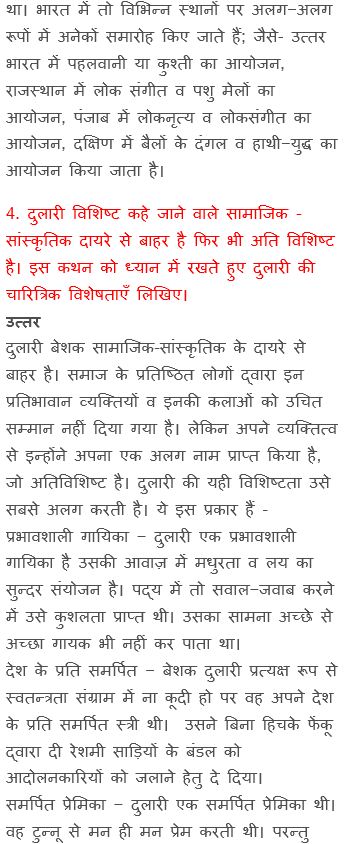 था। भारत में तो विभिन्न स्थानों पर अलग-अलग
रूपों में अनेकों समारोह किए जाते हैं; जैसे- उत्तर
भारत में पहलवानी या कुश्ती का आयोजन,
राजस्थान में लोक संगीत व पशु मेलों का
आयोजन, पंजाब में लोकनृत्य व लोकसंगीत का
आयोजन, दक्षिण में बैलों के दंगल व हाथी-युद्ध का
आयोजन किया जाता है।
4. दुलारी विशिष्ट कहे जाने वाले सामाजिक -
सांस्कृतिक दायरे से बाहर है फिर भी अति विशिष्ट
है। इस कथन को ध्यान में रखते हुए दुलारी की
चारित्रिक विशेषताएँ लिखिए।
उत्तर
दुलारी बेशक सामाजिक-सांस्कृतिक के दायरे से
बाहर है। समाज के प्रतिष्ठित लोगों द्वारा इन
प्रतिभावान व्यक्तियों व इनकी कलाओं को उचित
सम्मान नहीं दिया गया है। लेकिन अपने व्यक्तित्व
से इन्होंने अपना एक अलग नाम प्राप्त किया है,
जो अतिविशिष्ट है। दुलारी की यही विशिष्टता उसे
सबसे अलग करती है। ये इस प्रकार हैं -
प्रभावशाली गायिका - दुलारी एक प्रभावशाली
गायिका है उसकी आवाज़ में मधुरता व लय का
सुन्दर संयोजन है। पद्य में तो सवाल-जवाब करने
में उसे कुशलता प्राप्त थी। उसका सामना अच्छे से
अच्छा गायक भी नहीं कर पाता था।
देश के प्रति समर्पित - बेशक दुलारी प्रत्यक्ष रूप से
स्वतन्त्रता संग्राम में ना कूदी हो पर वह अपने देश
के प्रति समर्पित स्त्री थी। उसने बिना हिचके फेंकू
द्वारा दी रेशमी साड़ियों के बंडल को
आदोलनकारियों को जलाने हेतु दे दिया।
समर्पित प्रेमिका - दुलारी एक समर्पित प्रेमिका थी।
वह टुन्नू से मन ही मन प्रेम करती थी। परन्तु